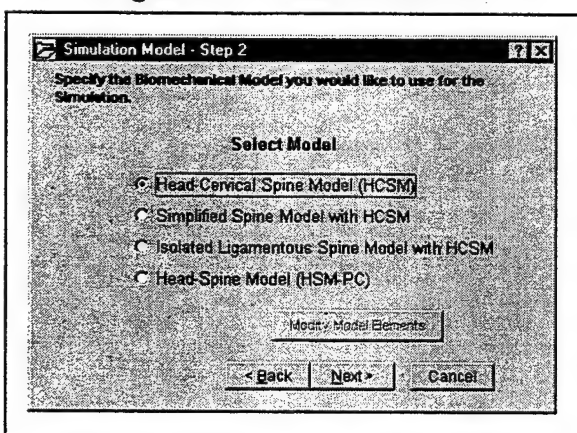 Simulation Model - Step 2
Specify the Biomechanical Model you would like to use for the
Simulation.
Select Model
Head-Cervical Spine Model (HCSM)
Simplified Spine Model with HCSM
Isolated Ligamentous Spine Model with HCSM
Head-Spine Model (HSM-PC)
Modify Model Elements
< Back
Next >
Cancel